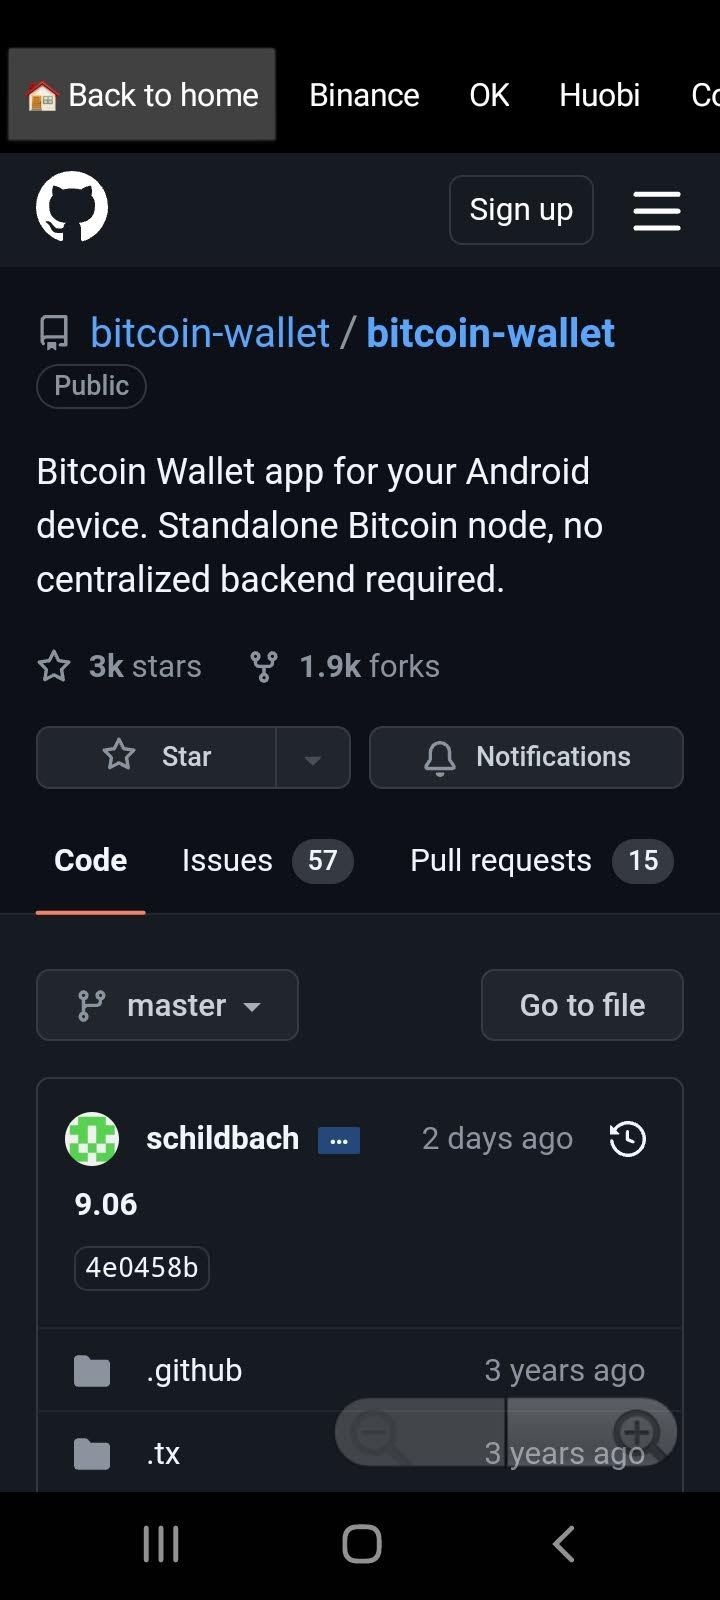 Back to home Binance OK Huobi Co
Sign up
bitcoin-wallet / bitcoin-wallet
Public
Bitcoin Wallet app for your Android
device. Standalone Bitcoin node, no
centralized backend required.
3k stars 1.9k forks
Star Notifications
Code Issues 57 Pull requests 15
master Go to file
schildbach ... 2 days ago
9.06
4e0458b
.github 3 years ago
.tx 3 years ago